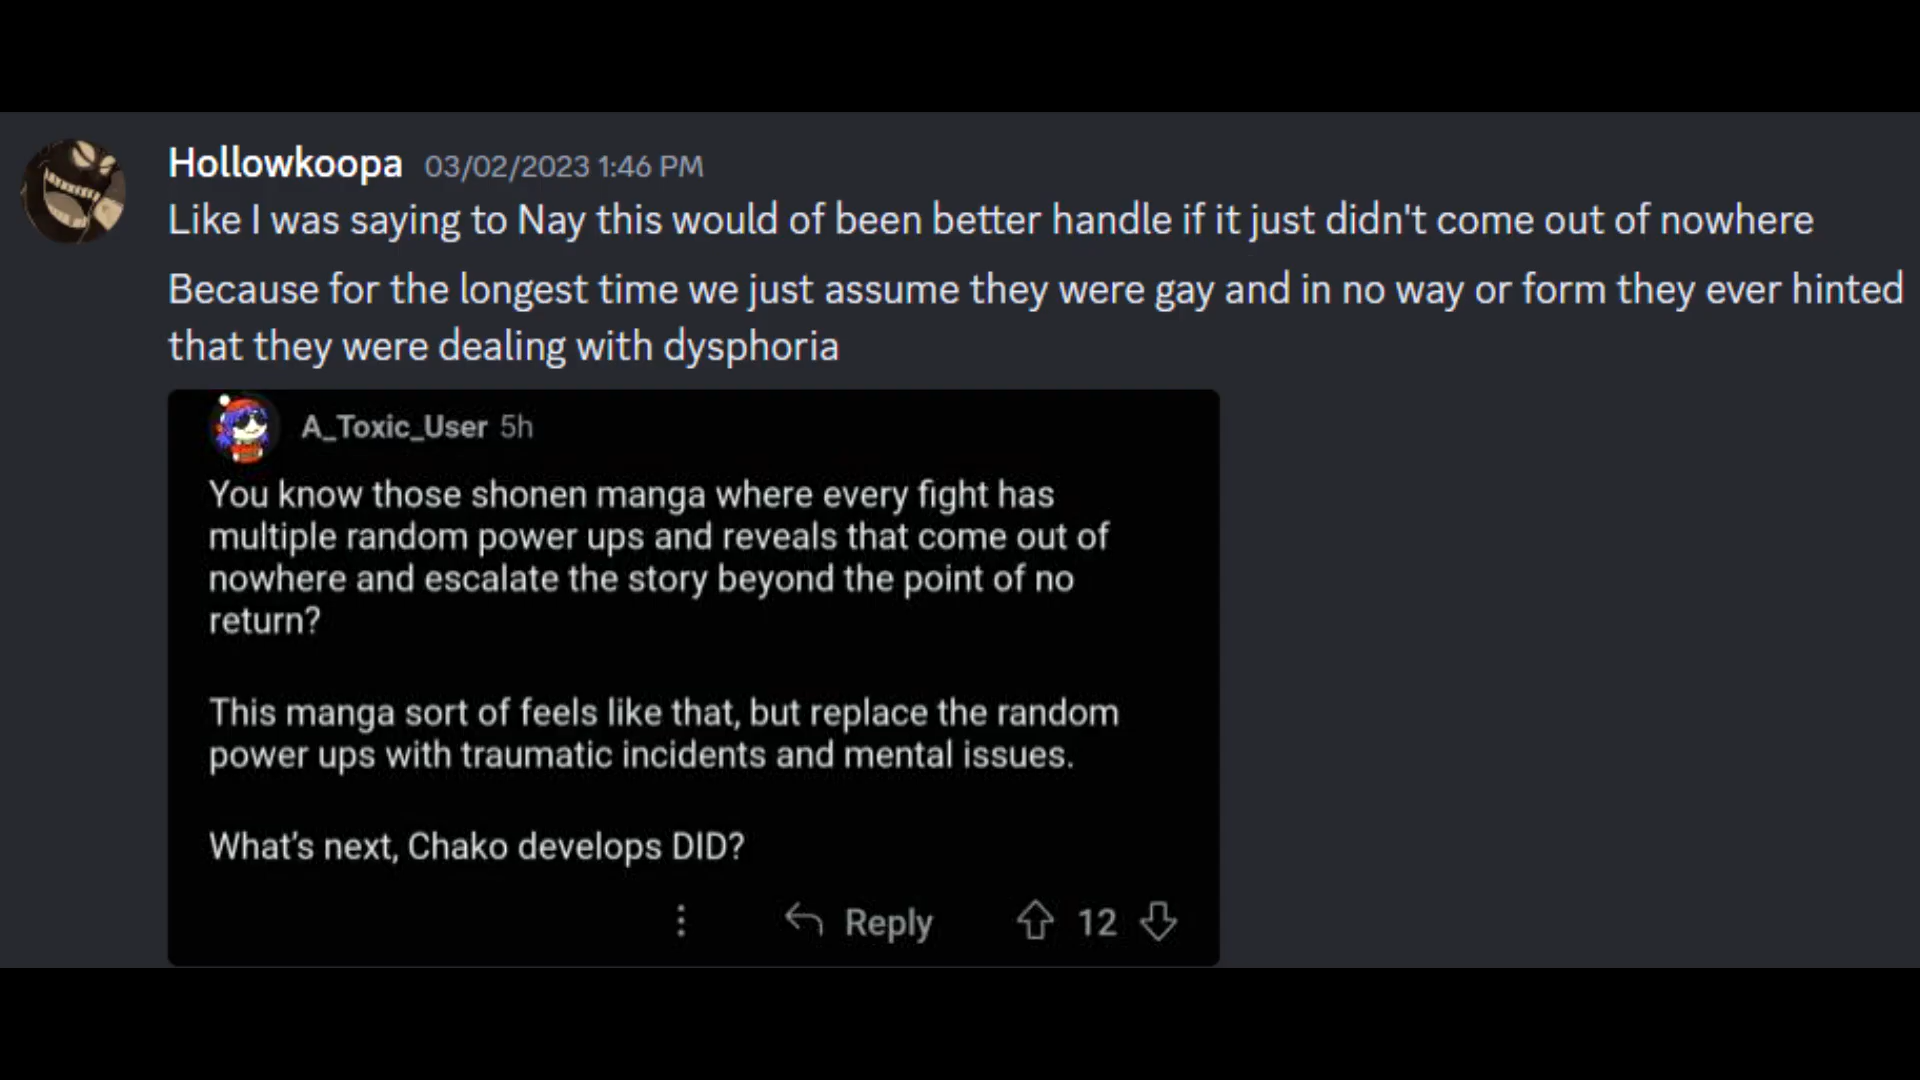 Hollowkoopa 03/02/2023 1:46 PM
Like I was saying to Nay this would of been better handle if it just didn't come out of nowhere
Because for the longest time we just assume they were gay and in no way or form they ever hinted
that they were dealing with dysphoria
A_Toxic_User 5h
You know those shonen manga where every fight has
multiple random power ups and reveals that come out of
nowhere and escalate the story beyond the point of no
return?
This manga sort of feels like that, but replace the random
power ups with traumatic incidents and mental issues.
What's next, Chako develops DID?
Reply 12